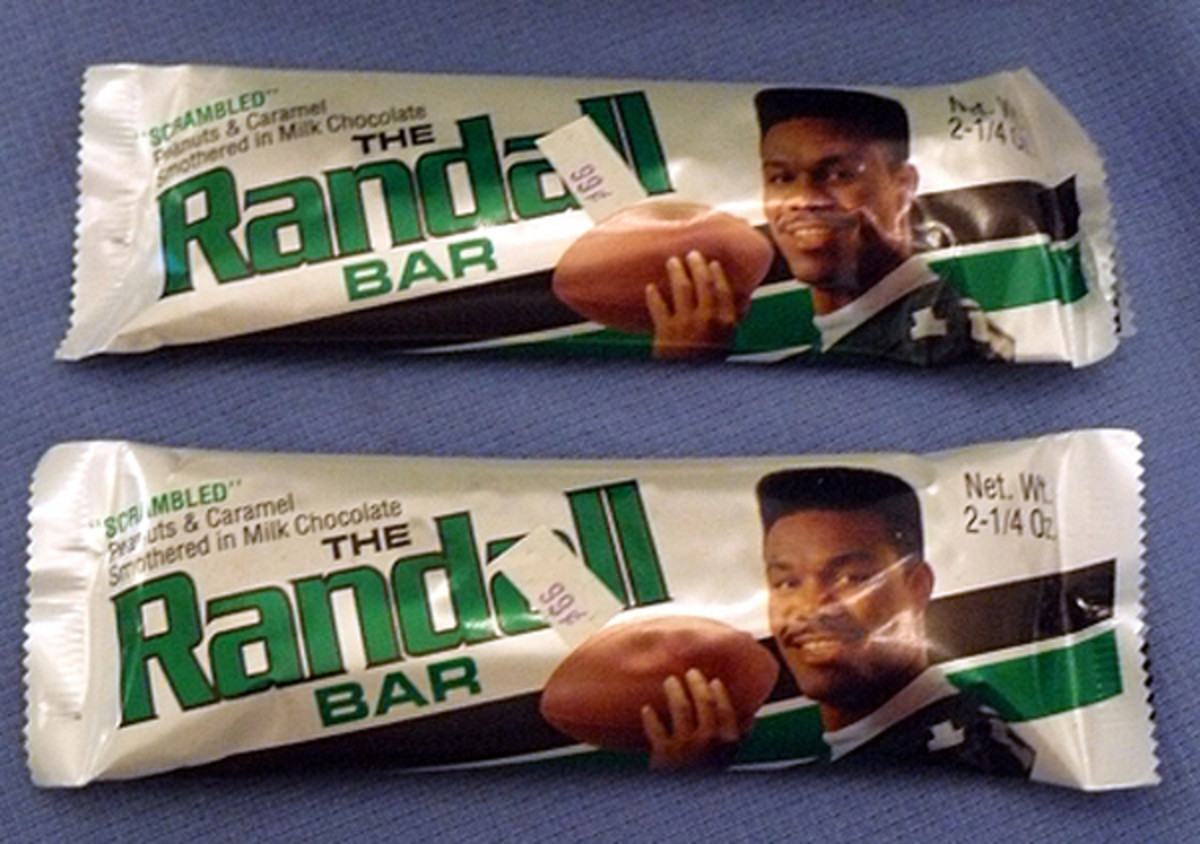 "SCRAMBLED"
Peanuts & Caramel
Smothered in Milk Chocolate
THE
Randall
BAR
99¢
Net. Wt.
2-1/4 Oz.
"SCRAMBLED"
Peanuts & Caramel
Smothered in Milk Chocolate
THE
Randall
BAR
99¢
Net. Wt.
2-1/4 Oz.